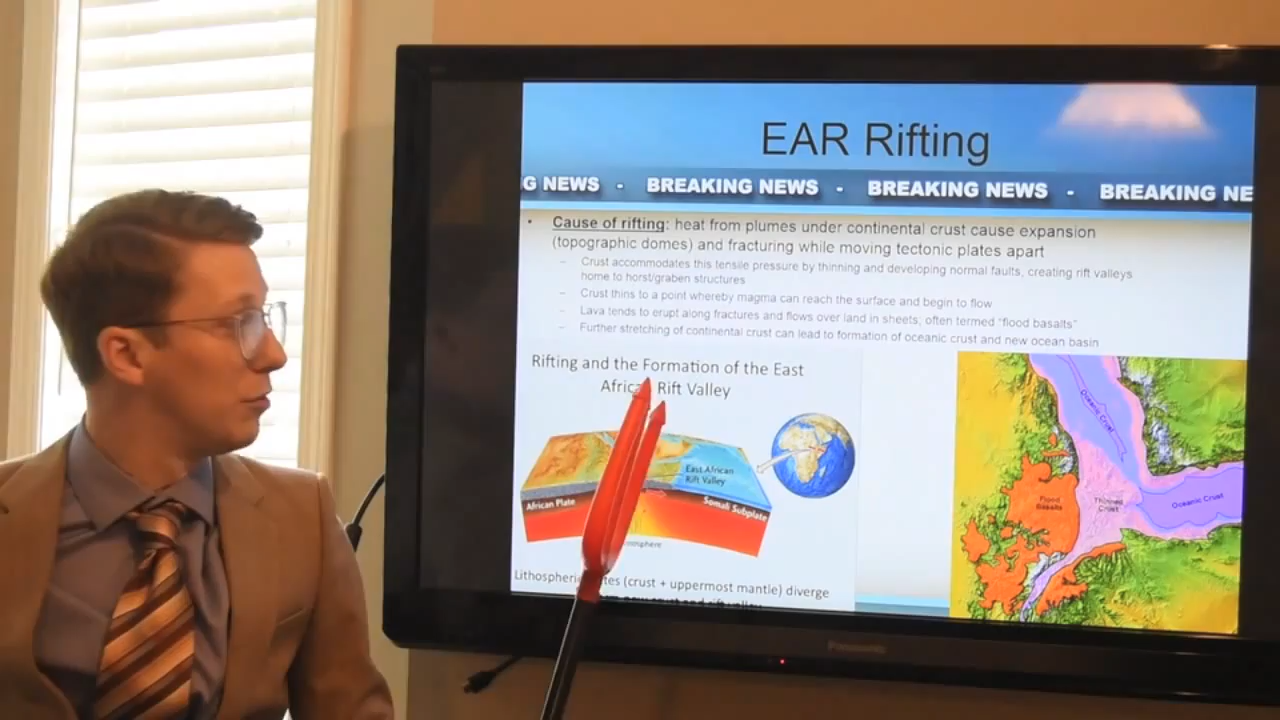 EAR Rifting
G NEWS - BREAKING NEWS - BREAKING NEWS - BREAKING NE
• Cause of rifting: heat from plumes under continental crust cause expansion
(topographic domes) and fracturing while moving tectonic plates apart
– Crust accommodates this tensile pressure by thinning and developing normal faults, creating rift valleys
home to horst/graben structures
– Crust thins to a point whereby magma can reach the surface and begin to flow
– Lava tends to erupt along fractures and flows over land in sheets; often termed "flood basalts"
– Further stretching of continental crust can lead to formation of oceanic crust and new ocean basin
Rifting and the Formation of the East
Rift Valley
East African
Rift Valley
African Plate
Somali Subplate
(crust + uppermost mantle) diverge
Oceanic Crust
Flood
Basalts
Thinned
Crust
Oceanic Crust
Panasonic